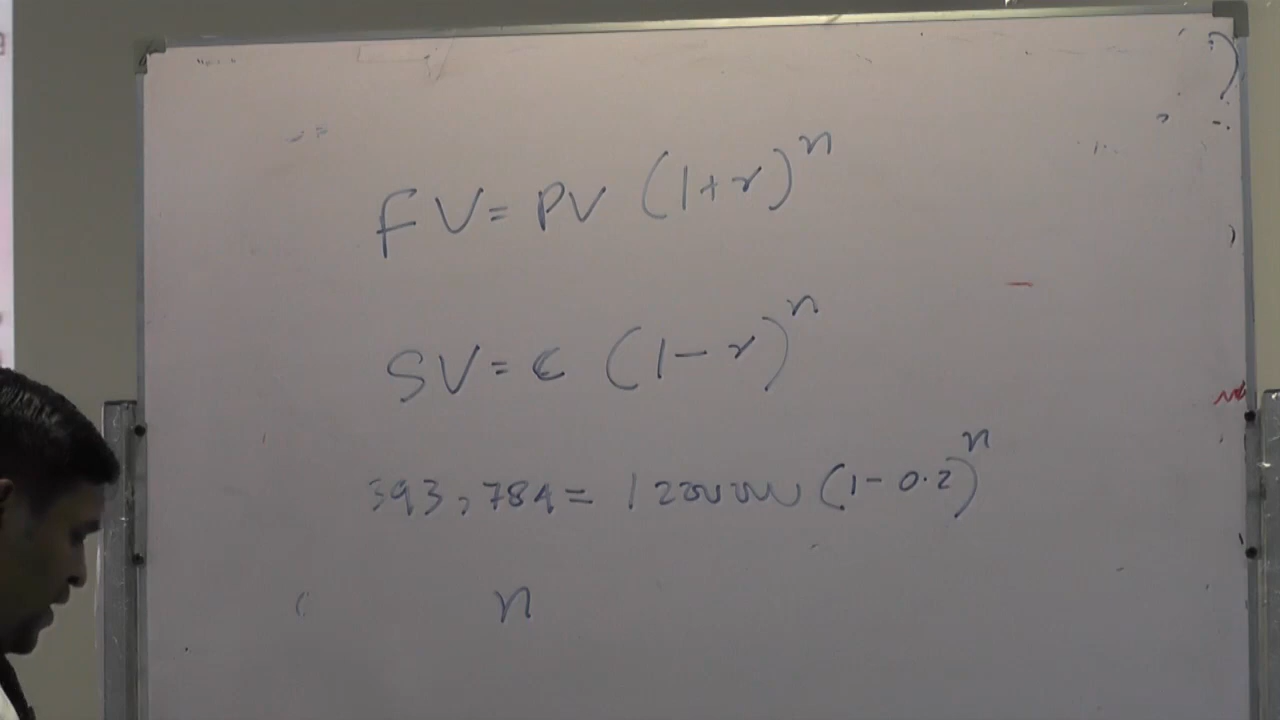 FV = PV (1+r)^n
SV = C (1-r)^n
393,784 = 1200000 (1-0.2)^n
n